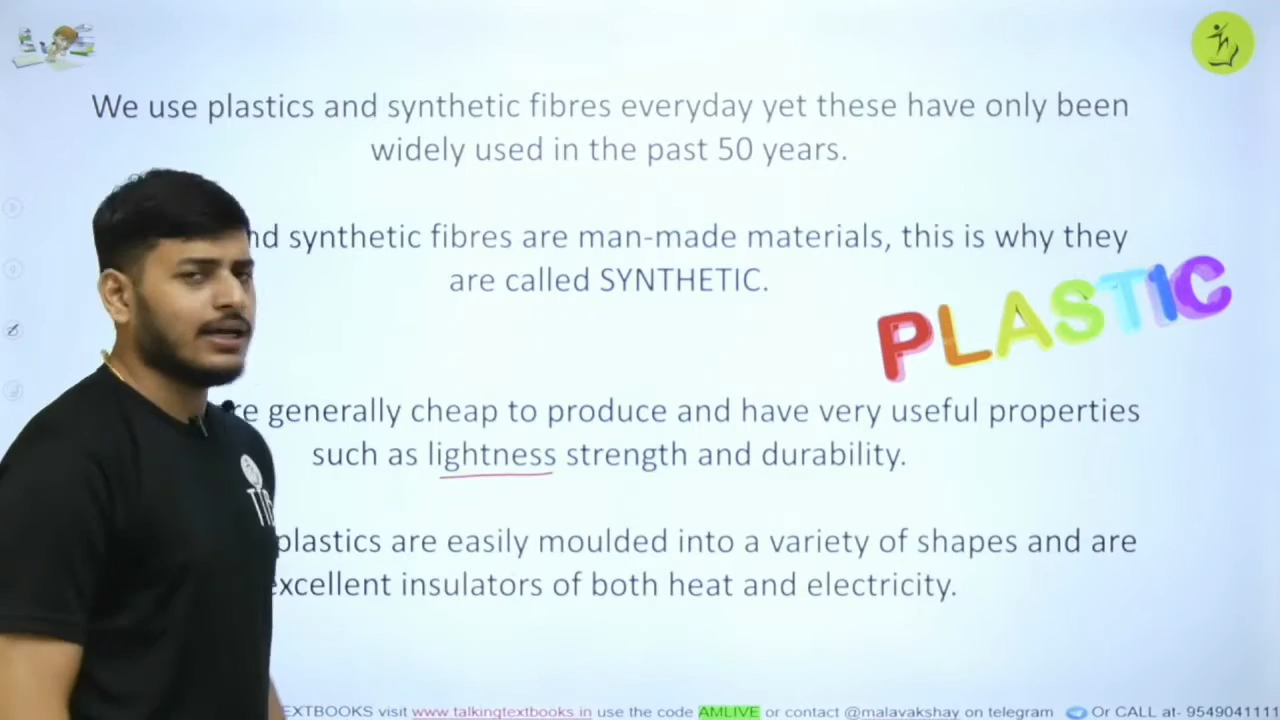 We use plastics and synthetic fibres everyday yet these have only been
widely used in the past 50 years.
nd synthetic fibres are man-made materials, this is why they
are called SYNTHETIC.
PLASTIC
re generally cheap to produce and have very useful properties
such as lightness strength and durability.
plastics are easily moulded into a variety of shapes and are
excellent insulators of both heat and electricity.
EXTBOOKS visit www.talkingtextbooks.in use the code AMLIVE or contact @malavakshay on telegram Or CALL at- 9549041111